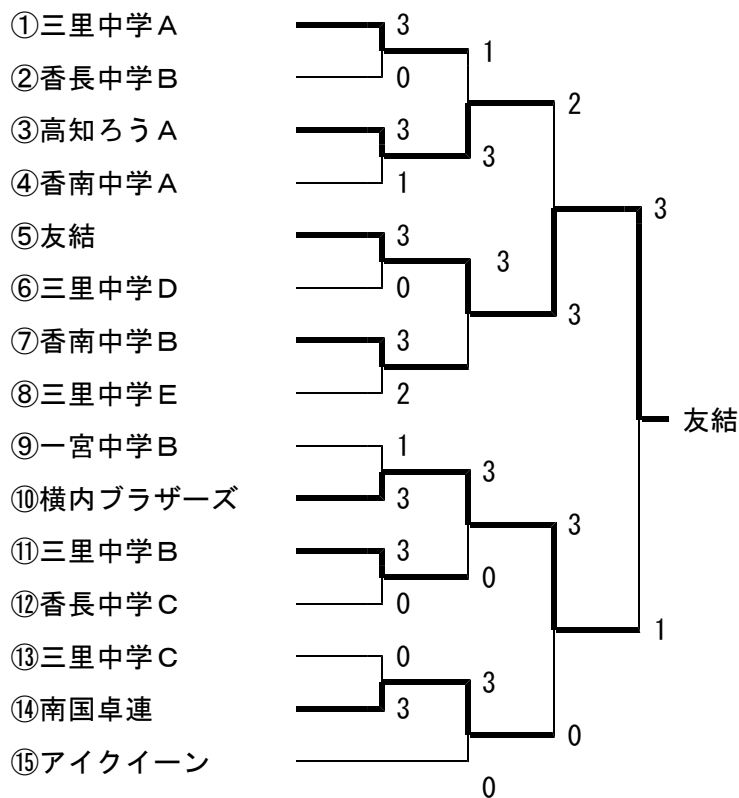 ①三里中学Ａ 3
1
②香長中学Ｂ 0
2
③高知ろうＡ 3
3
④香南中学Ａ 1
3
⑤友結 3
3
⑥三里中学Ｄ 0
3
⑦香南中学Ｂ 3
⑧三里中学Ｅ 2
友結
⑨一宮中学Ｂ 1
3
⑩横内ブラザーズ 3
3
⑪三里中学Ｂ 3
0
⑫香長中学Ｃ 0
1
⑬三里中学Ｃ 0
3
⑭南国卓連 3
0
⑮アイクイーン
0